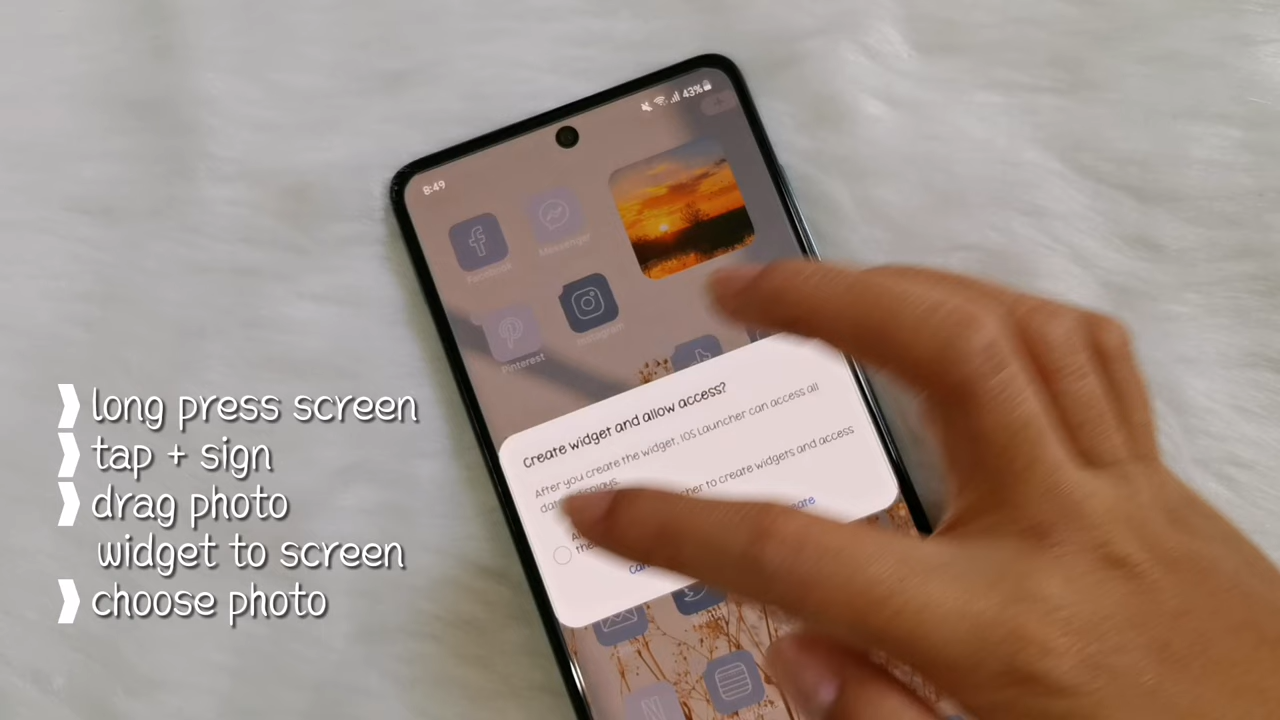 43%
8:49
Facebook
Messenger
Pinterest
Instagram
Create widget and allow access?
After you create the widget, IOS Launcher can access all
displays.
to create widgets and access
❱ long press screen
❱ tap + sign
❱ drag photo
widget to screen
❱ choose photo